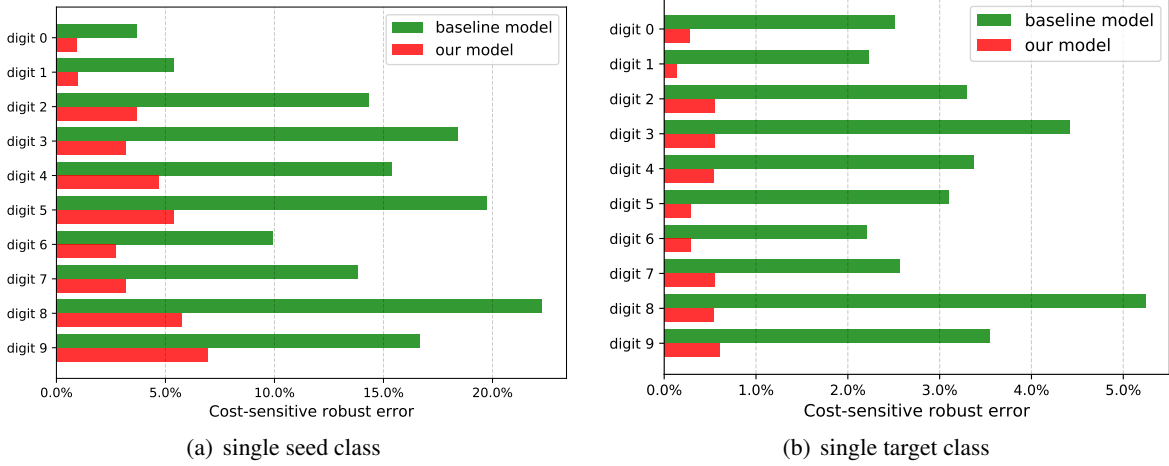 baseline model
our model
digit 0
digit 1
digit 2
digit 3
digit 4
digit 5
digit 6
digit 7
digit 8
digit 9
0.0% 5.0% 10.0% 15.0% 20.0%
Cost-sensitive robust error
(a) single seed class
baseline model
our model
digit 0
digit 1
digit 2
digit 3
digit 4
digit 5
digit 6
digit 7
digit 8
digit 9
0.0% 1.0% 2.0% 3.0% 4.0% 5.0%
Cost-sensitive robust error
(b) single target class